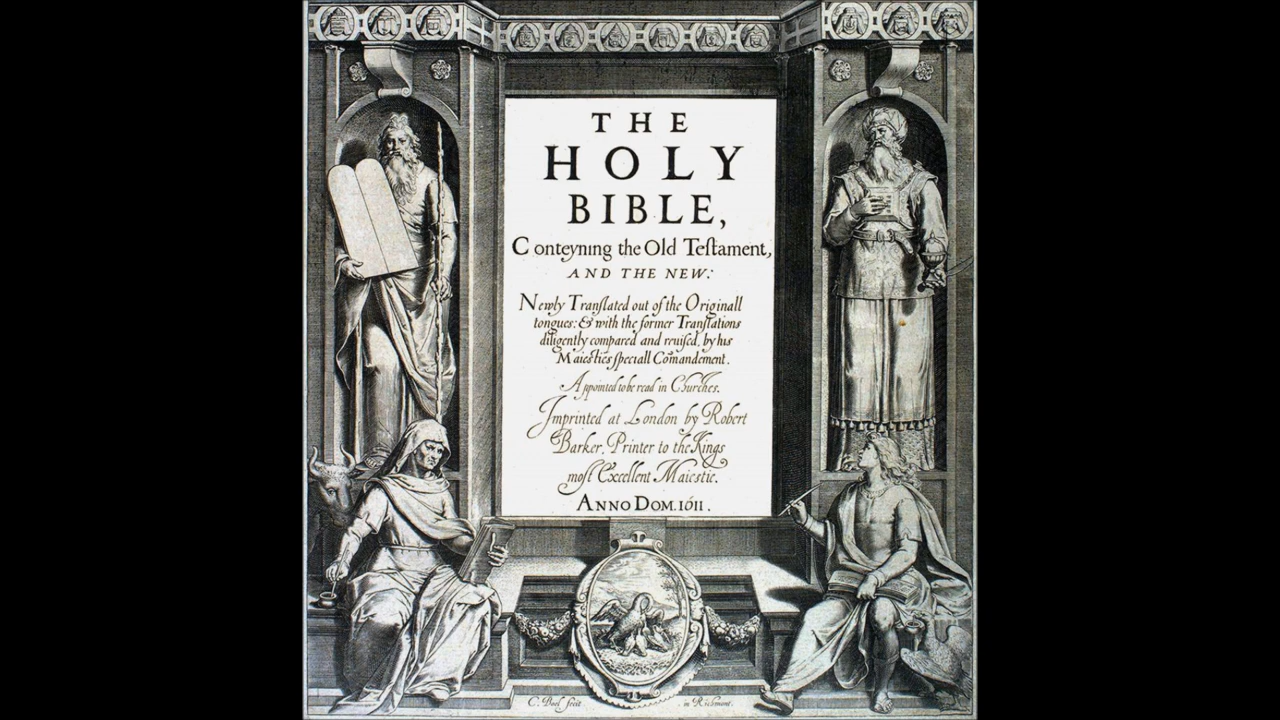 THE
HOLY
BIBLE,
Conteyning the Old Teſtament,
AND THE NEW:
Newly Tranſlated out of the Originall
tongues: & with the former Tranſlations
diligently compared and reuiſed, by his
Maieſties ſpeciall Comandement.
Appointed to be read in Churches.
Imprinted at London by Robert
Barker, Printer to the Kings
moſt Excellent Maieſtie.
ANNO DOM. 1611.
C. Boel fecit in Richmont.